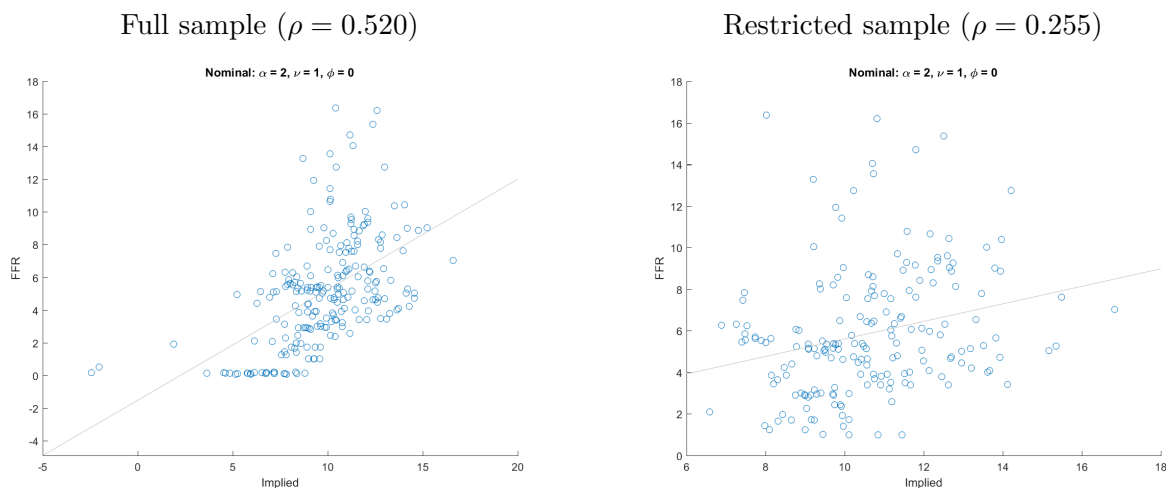 Full sample (ρ = 0.520)
Nominal: α = 2, ν = 1, ϕ = 0
FFR
18
16
14
12
10
8
6
4
2
0
-2
-4
-5 0 5 10 15 20
Implied
Restricted sample (ρ = 0.255)
Nominal: α = 2, ν = 1, ϕ = 0
FFR
18
16
14
12
10
8
6
4
2
0
6 8 10 12 14 16 18
Implied